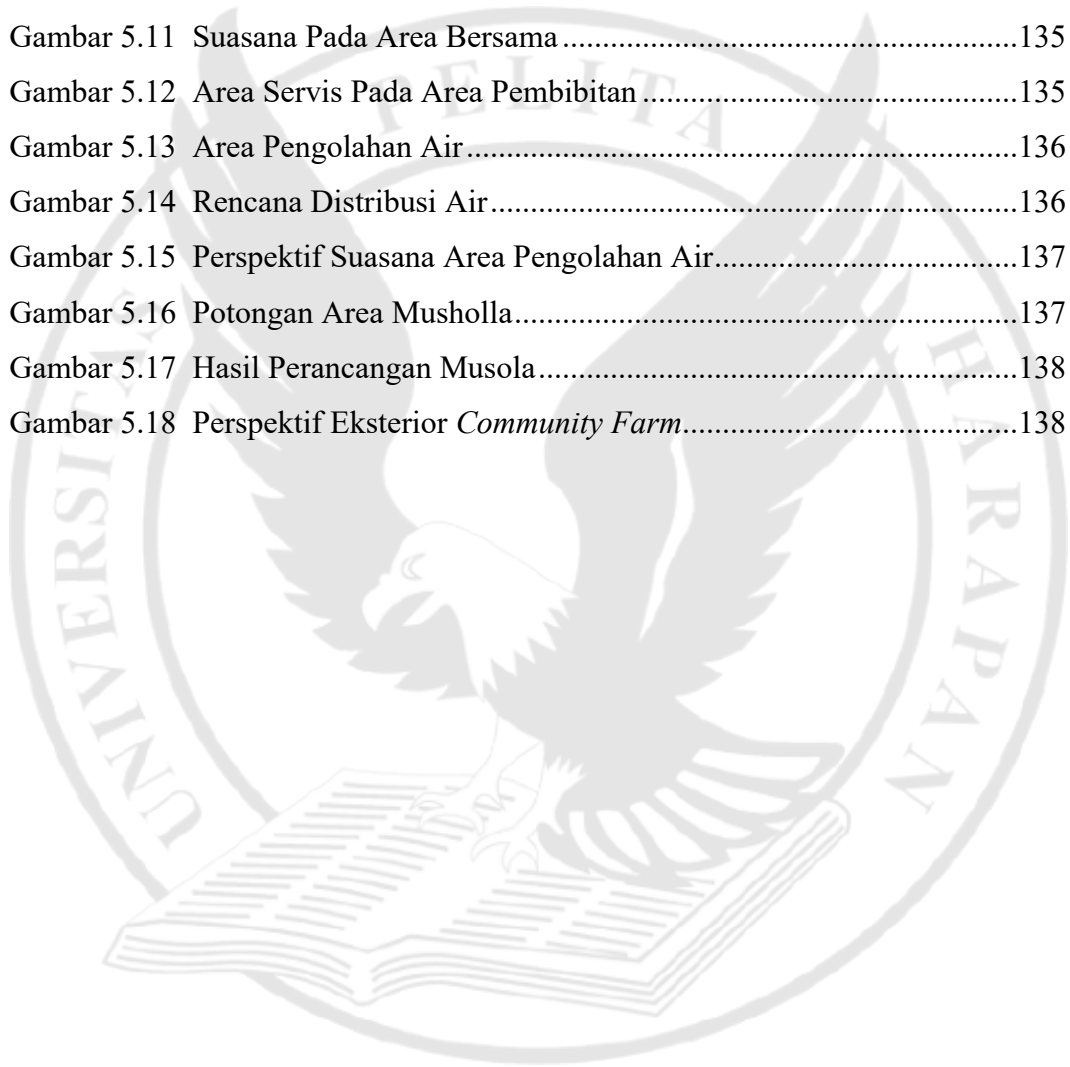 Gambar 5.11 Suasana Pada Area Bersama ................................................................135
Gambar 5.12 Area Servis Pada Area Pembibitan ....................................................135
Gambar 5.13 Area Pengolahan Air .............................................................................136
Gambar 5.14 Rencana Distribusi Air ..........................................................................136
Gambar 5.15 Perspektif Suasana Area Pengolahan Air ..........................................137
Gambar 5.16 Potongan Area Musholla ......................................................................137
Gambar 5.17 Hasil Perancangan Musola ...................................................................138
Gambar 5.18 Perspektif Eksterior Community Farm ..............................................138
UNIVERSITAS PELITA HARAPAN